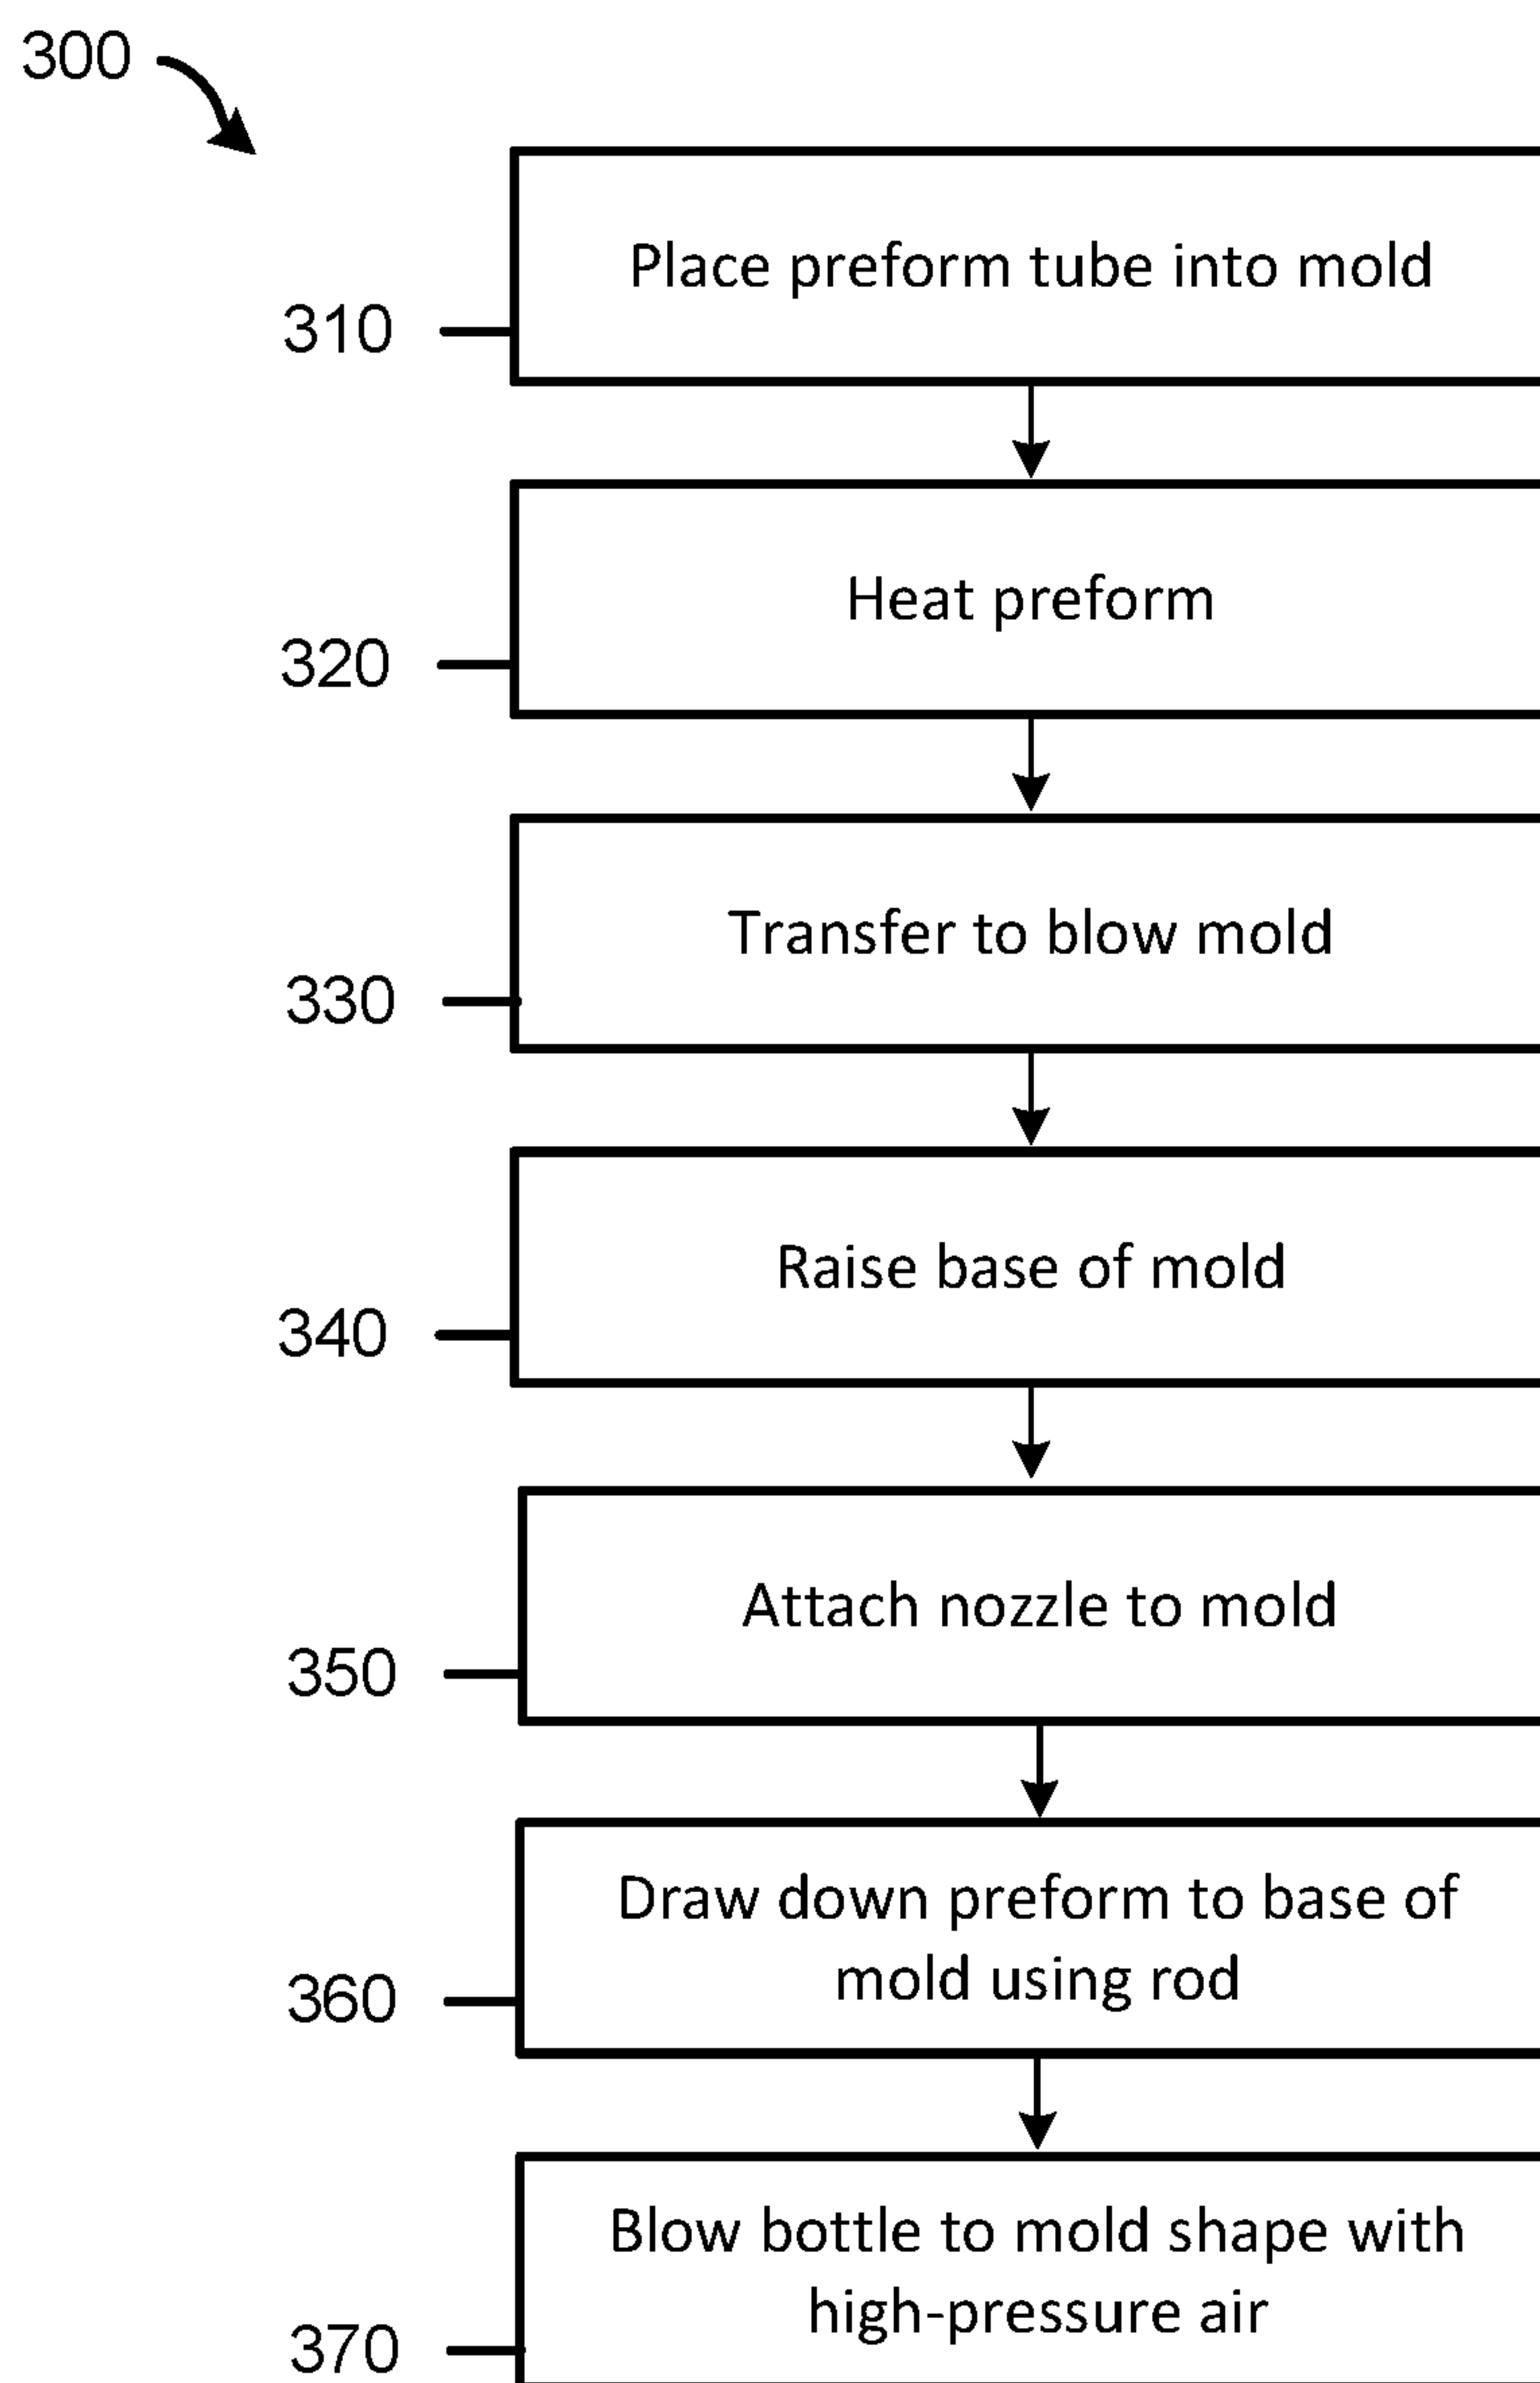 300
Place preform tube into mold
310
Heat preform
320
Transfer to blow mold
330
Raise base of mold
340
Attach nozzle to mold
350
Draw down preform to base of
mold using rod
360
Blow bottle to mold shape with
high-pressure air
370